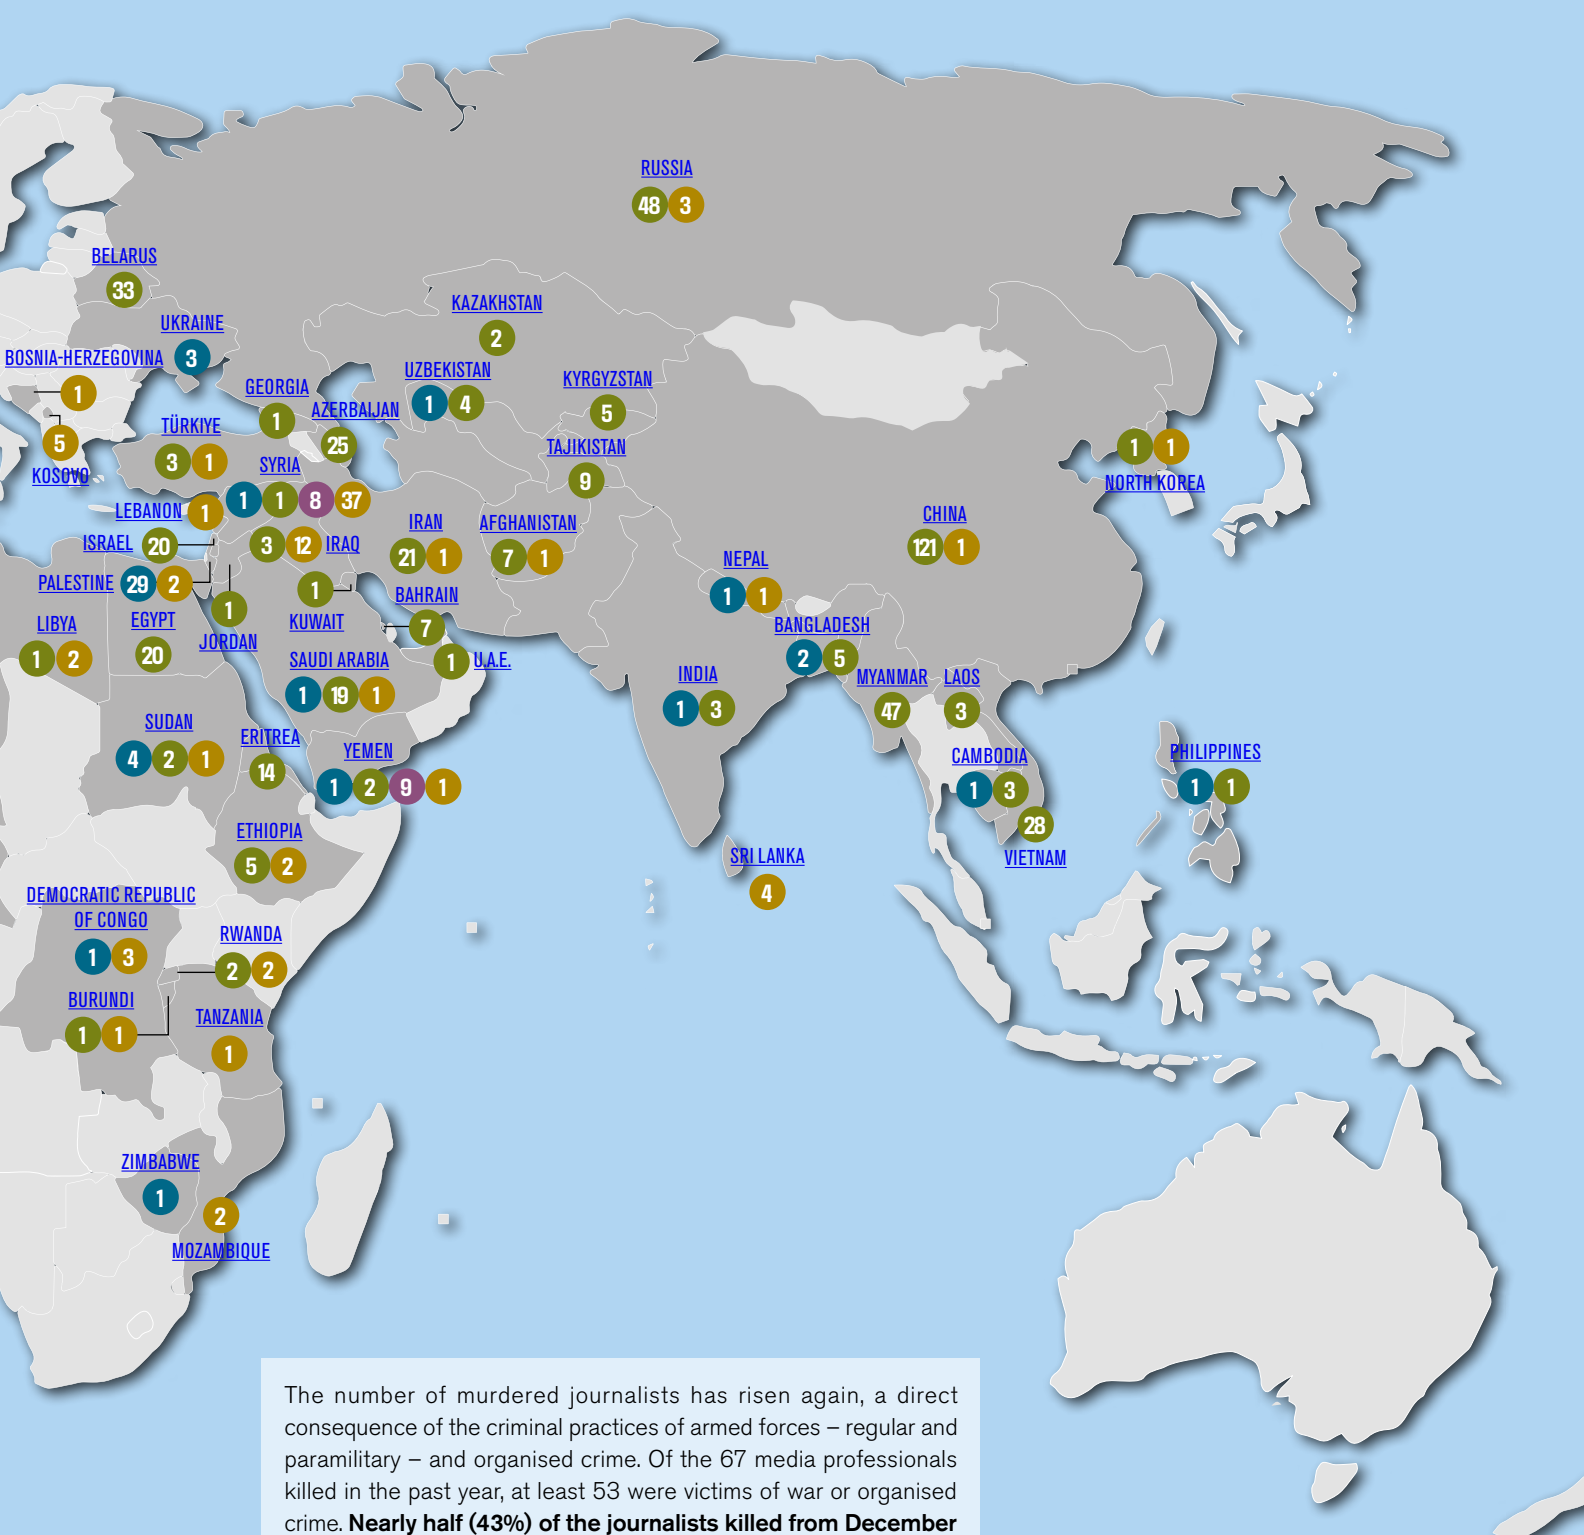 RUSSIA
48 3
BELARUS
33
KAZAKHSTAN
2
UKRAINE
3
BOSNIA-HERZEGOVINA
1
UZBEKISTAN
1 4
KYRGYZSTAN
5
GEORGIA
1
AZERBAIJAN
25
TÜRKIYE
3 1
KOSOVO
5
TAJIKISTAN
9
SYRIA
1 1 8 37
NORTH KOREA
1 1
LEBANON 1
ISRAEL 20
3 12 IRAQ
IRAN
21 1
AFGHANISTAN
7 1
CHINA
121 1
NEPAL
1 1
PALESTINE 29 2
1
KUWAIT
BAHRAIN
7
LIBYA
1 2
EGYPT
20
1
JORDAN
BANGLADESH
2 5
SAUDI ARABIA
1 19 1
1 U.A.E.
INDIA
1 3
MYANMAR
47
LAOS
3
SUDAN
4 2 1
ERITREA
14
YEMEN
1 2 9 1
CAMBODIA
1 3
PHILIPPINES
1 1
28
VIETNAM
ETHIOPIA
5 2
SRI LANKA
4
DEMOCRATIC REPUBLIC
OF CONGO
1 3
RWANDA
2 2
BURUNDI
1 1
TANZANIA
1
ZIMBABWE
1
2
MOZAMBIQUE
The number of murdered journalists has risen again, a direct
consequence of the criminal practices of armed forces – regular and
paramilitary – and organised crime. Of the 67 media professionals
killed in the past year, at least 53 were victims of war or organised
crime. Nearly half (43%) of the journalists killed from December